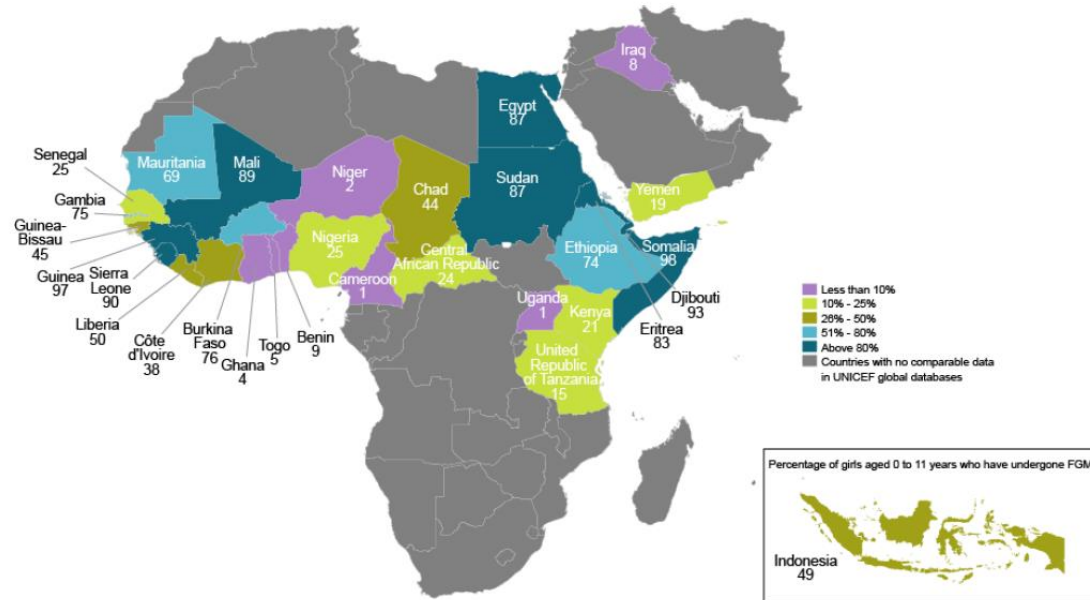 Iraq
8
Egypt
87
Senegal
25
Mauritania
69
Mali
89
Niger
2
Chad
44
Sudan
87
Yemen
19
Gambia
75
Guinea-
Bissau
45
Nigeria
25
Central
African Republic
24
Ethiopia
74
Somalia
98
Guinea
97
Sierra
Leone
90
Cameroon
1
Uganda
1
Kenya
21
Djibouti
93
Eritrea
83
Liberia
50
Côte
d'Ivoire
38
Burkina
Faso
76
Ghana
4
Togo
5
Benin
9
United
Republic
of Tanzania
15
Less than 10%
10% - 25%
26% - 50%
51% - 80%
Above 80%
Countries with no comparable data
in UNICEF global databases
Percentage of girls aged 0 to 11 years who have undergone FGM
Indonesia
49